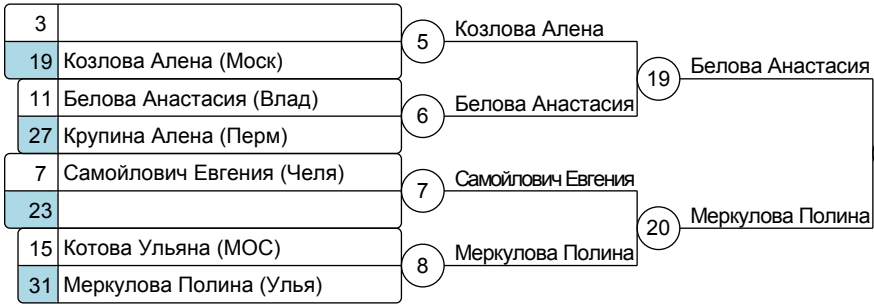 3
19 Козлова Алена (Моск)
5 Козлова Алена
11 Белова Анастасия (Влад)
27 Крупина Алена (Перм)
6 Белова Анастасия
19 Белова Анастасия
7 Самойлович Евгения (Челя)
23
7 Самойлович Евгения
15 Котова Ульяна (МОС)
31 Меркулова Полина (Улья)
8 Меркулова Полина
20 Меркулова Полина